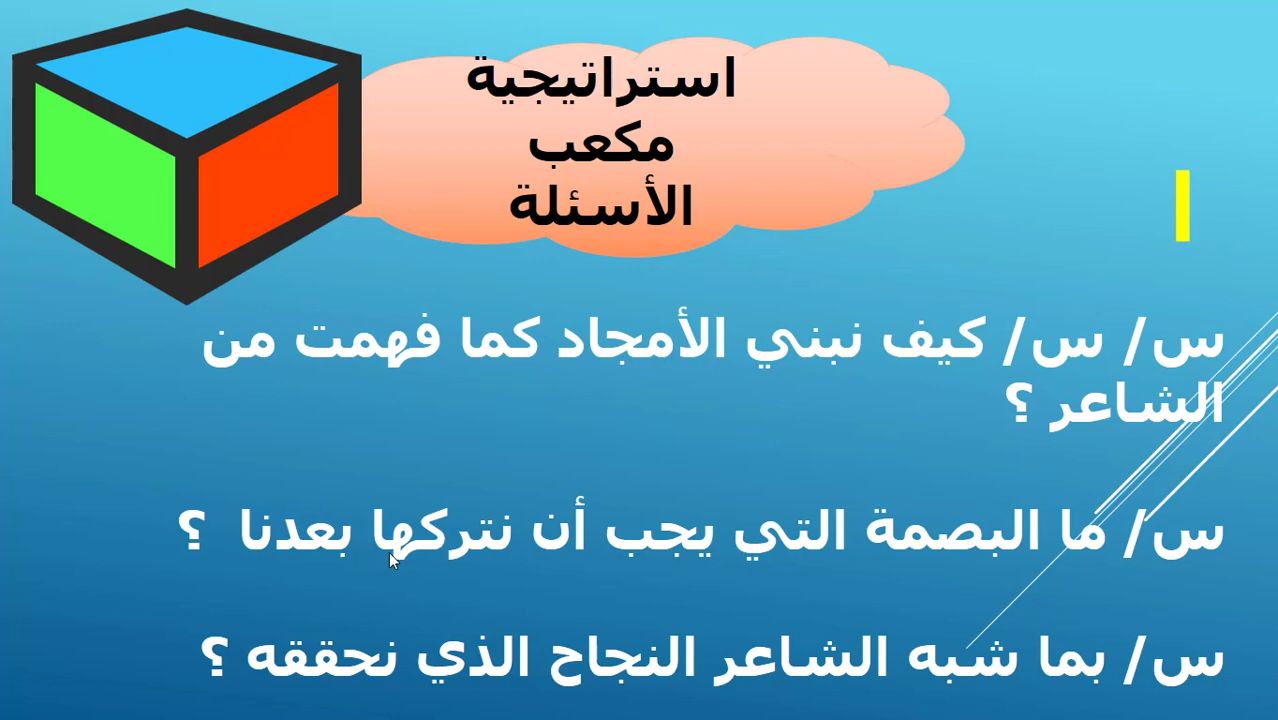 استراتيجية
مكعب
الأسئلة
ا
س/ س/ كيف نبني الأمجاد كما فهمت من
الشاعر ؟
س/ ما البصمة التي يجب أن نتركها بعدنا ؟
س/ بما شبه الشاعر النجاح الذي نحققه ؟